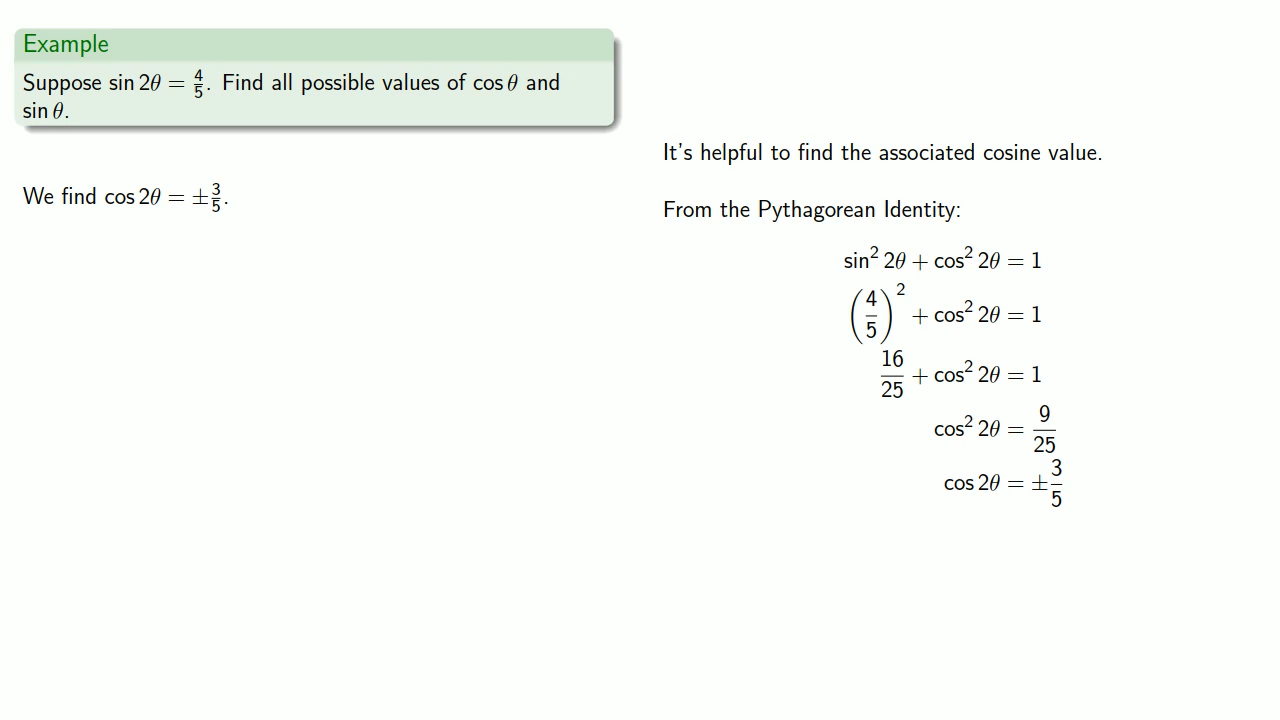 Example
Suppose sin 2θ = 4/5. Find all possible values of cos θ and
sin θ.
We find cos 2θ = ±3/5.
It's helpful to find the associated cosine value.
From the Pythagorean Identity:
sin² 2θ + cos² 2θ = 1
(4/5)² + cos² 2θ = 1
16/25 + cos² 2θ = 1
cos² 2θ = 9/25
cos 2θ = ±3/5